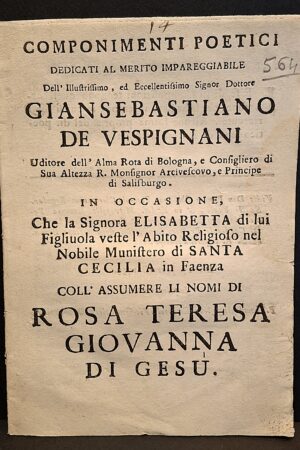 14
COMPONIMENTI POETICI
DEDICATI AL MERITO IMPAREGGIABILE
564
Dell' Illustrissimo, ed Eccellentissimo Signor Dottore
GIANSEBASTIANO
DE VESPIGNANI
Uditore dell' Alma Rota di Bologna, e Consigliero di
Sua Altezza R. Monsignor Arcivescovo, e Principe
di Salisburgo.
IN OCCASIONE,
Che la Signora ELISABETTA di lui
Figliuola veste l'Abito Religioso nel
Nobile Munistero di SANTA
CECILIA in Faenza
COLL' ASSUMERE LI NOMI DI
ROSA TERESA
GIOVANNA
DI GESÙ.